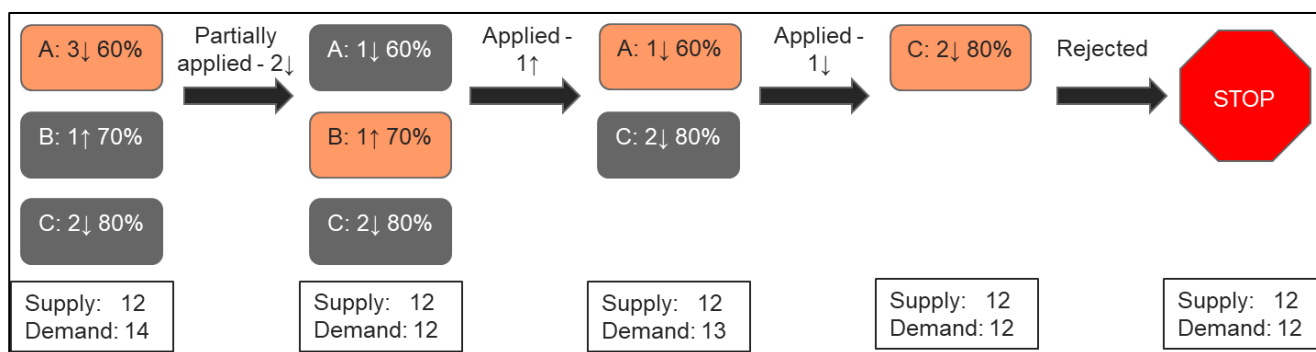 A: 3↓ 60%
Partially
applied - 2↓
A: 1↓ 60%
Applied -
1↑
A: 1↓ 60%
Applied -
1↓
C: 2↓ 80%
Rejected
STOP
B: 1↑ 70%
B: 1↑ 70%
C: 2↓ 80%
C: 2↓ 80%
C: 2↓ 80%
Supply: 12
Demand: 14
Supply: 12
Demand: 12
Supply: 12
Demand: 13
Supply: 12
Demand: 12
Supply: 12
Demand: 12